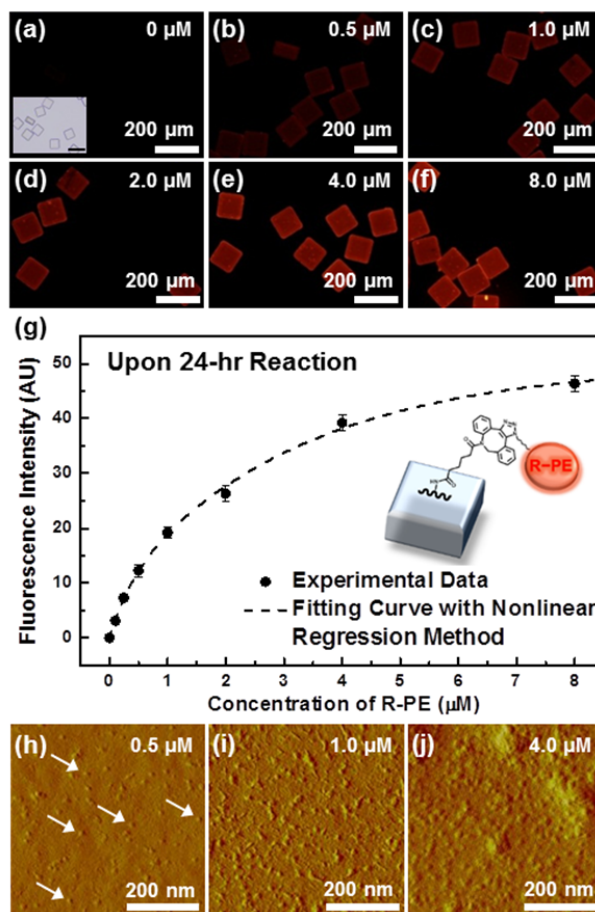 (a) 0 μM
200 μm
(b) 0.5 μM
200 μm
(c) 1.0 μM
200 μm
(d) 2.0 μM
200 μm
(e) 4.0 μM
200 μm
(f) 8.0 μM
200 μm
(g)
Upon 24-hr Reaction
Fluorescence Intensity (AU)
50
40
30
20
10
0
R-PE
Experimental Data
Fitting Curve with Nonlinear
Regression Method
0 1 2 3 4 5 6 7 8
Concentration of R-PE (μM)
(h) 0.5 μM
200 nm
(i) 1.0 μM
200 nm
(j) 4.0 μM
200 nm